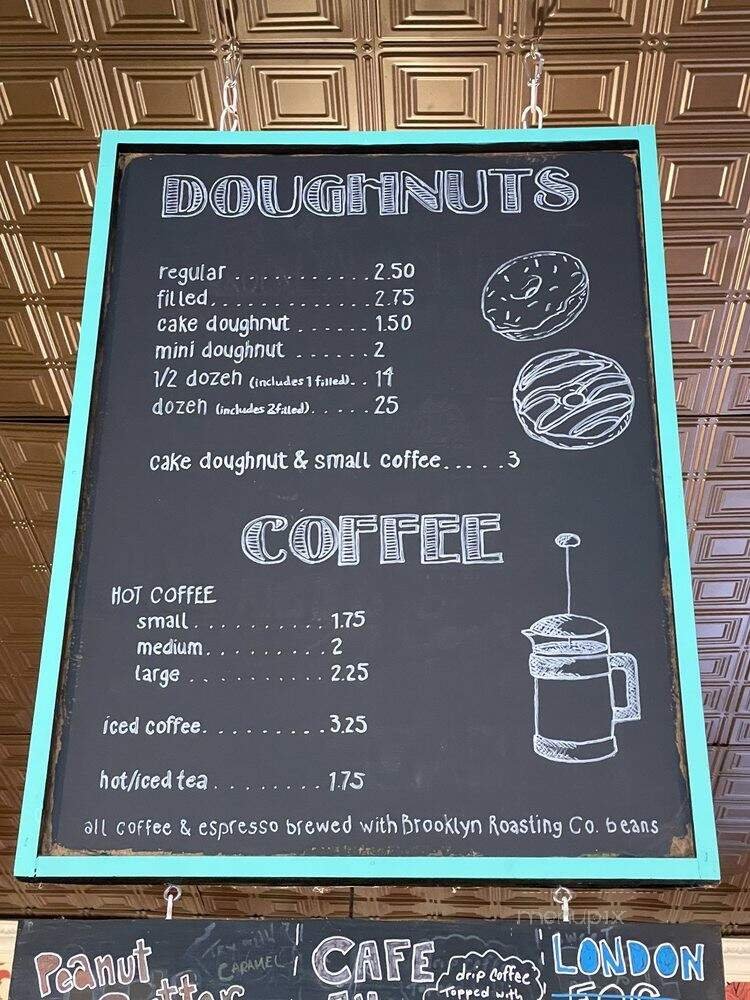 DOUGHNUTS
regular . . . . . . . . . . . . 2.50
filled. . . . . . . . . . . . . . 2.75
cake doughnut . . . . . . 1.50
mini doughnut . . . . . . . 2
1/2 dozen (includes 1 filled). . 14
dozen (includes 2 filled). . . . . . 25
cake doughnut & small coffee. . . . . 3
COFFEE
HOT COFFEE
small. . . . . . . . . . 1.75
medium. . . . . . . . . 2
large . . . . . . . . . . 2.25
iced coffee. . . . . . . . . 3.25
hot/iced tea . . . . . . . . 1.75
all coffee & espresso brewed with Brooklyn Roasting Co. beans
menupix
Peanut
CARAMEL
CAFE
drip coffee
topped with
LONDON
FOG